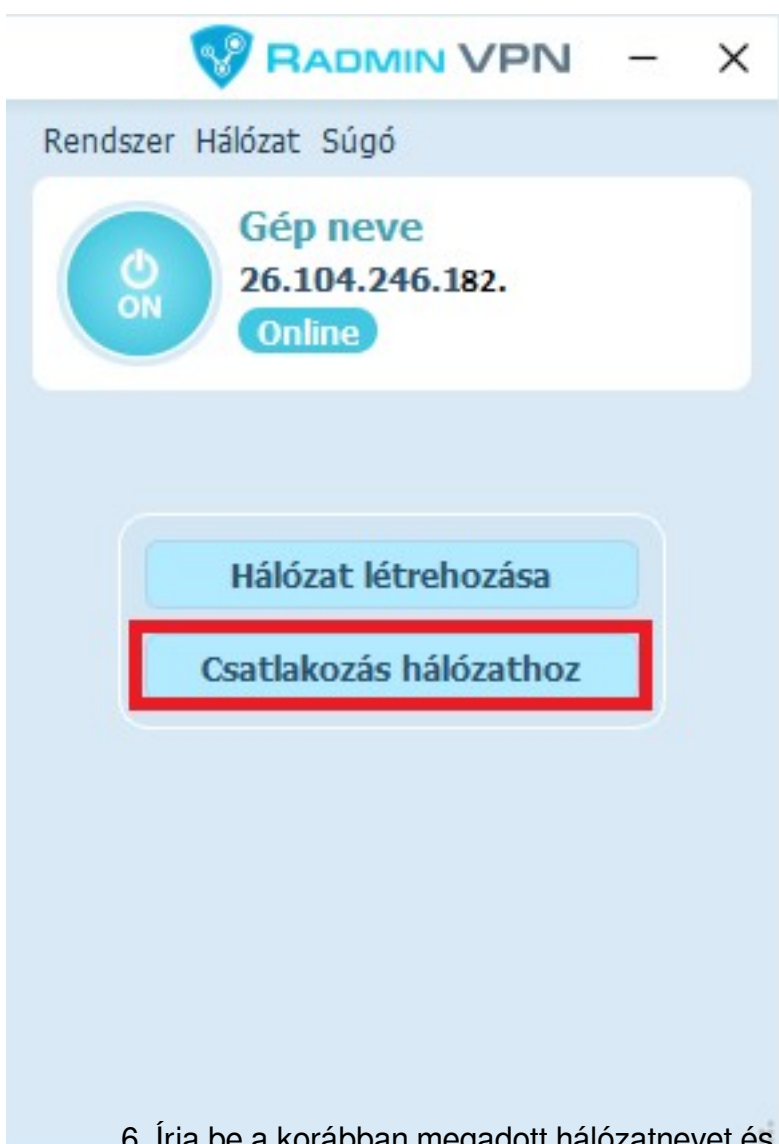 RADMIN VPN
Rendszer Hálózat Súgó
Gép neve
ON
26.104.246.182.
Online
Hálózat létrehozása
Csatlakozás hálózathoz
6. Írja be a korábban megadott hálózatnevet és